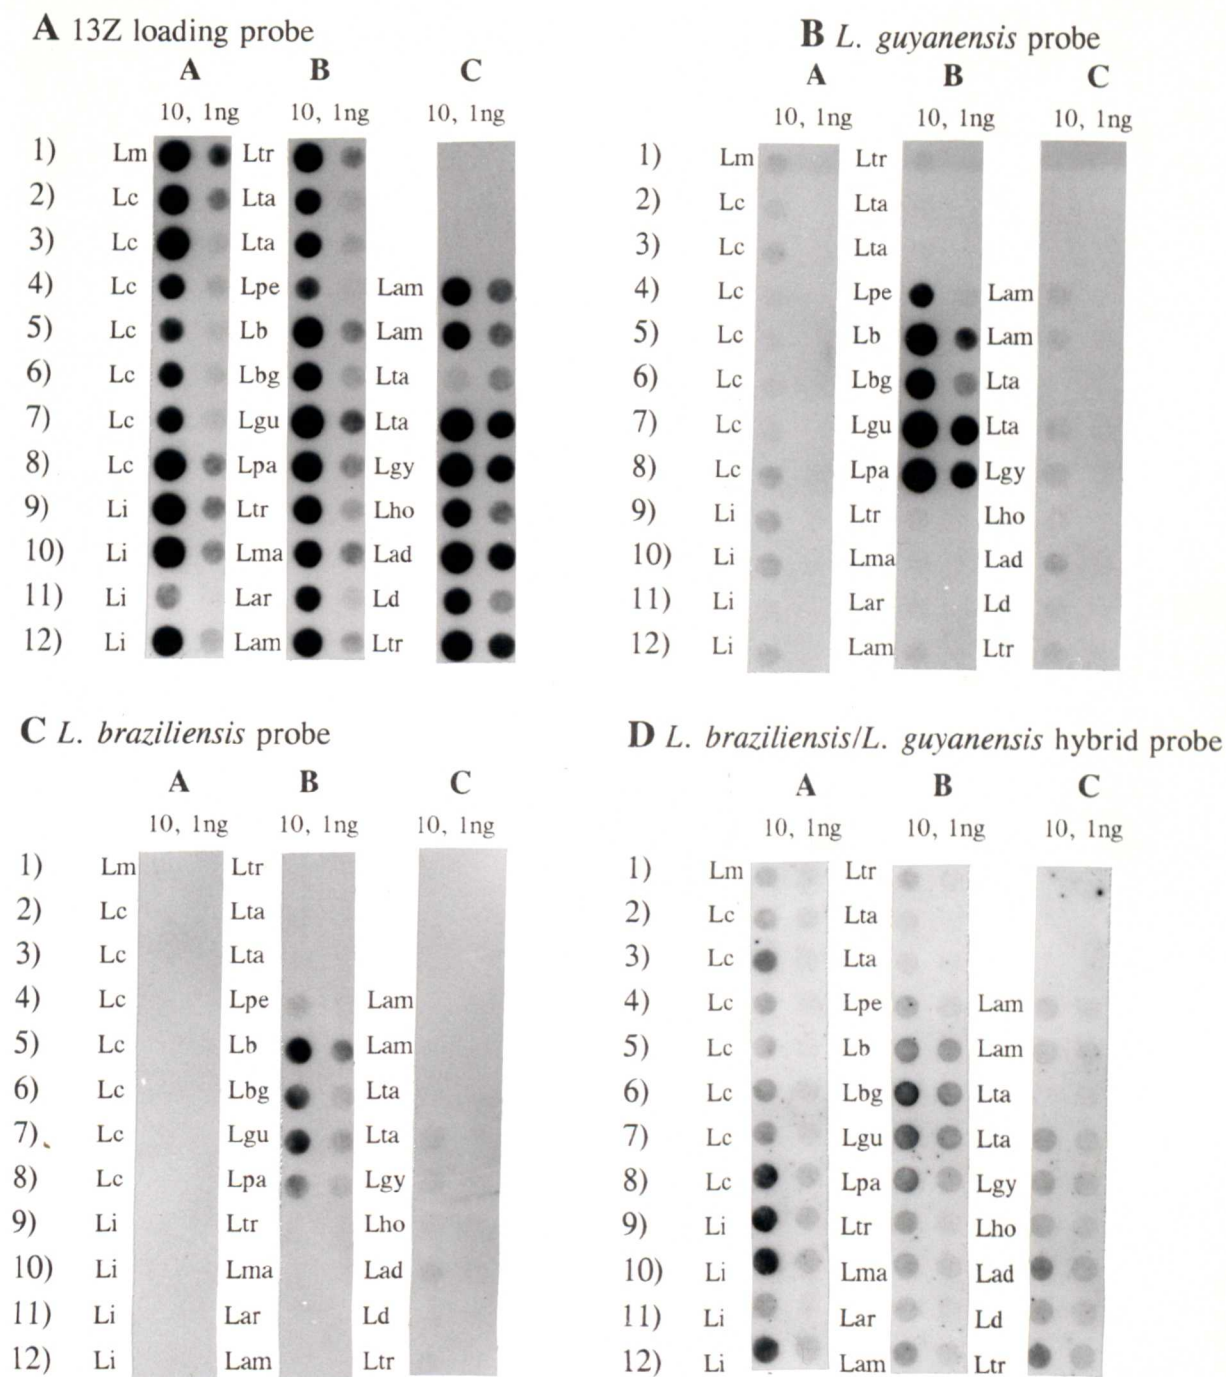 A 13Z loading probe
A B C
10, 1ng 10, 1ng 10, 1ng
1) Lm Ltr
2) Lc Lta
3) Lc Lta
4) Lc Lpe Lam
5) Lc Lb Lam
6) Lc Lbg Lta
7) Lc Lgu Lta
8) Lc Lpa Lgy
9) Li Ltr Lho
10) Li Lma Lad
11) Li Lar Ld
12) Li Lam Ltr
B L. guyanensis probe
A B C
10, 1ng 10, 1ng 10, 1ng
1) Lm Ltr
2) Lc Lta
3) Lc Lta
4) Lc Lpe Lam
5) Lc Lb Lam
6) Lc Lbg Lta
7) Lc Lgu Lta
8) Lc Lpa Lgy
9) Li Ltr Lho
10) Li Lma Lad
11) Li Lar Ld
12) Li Lam Ltr
C L. braziliensis probe
A B C
10, 1ng 10, 1ng 10, 1ng
1) Lm Ltr
2) Lc Lta
3) Lc Lta
4) Lc Lpe Lam
5) Lc Lb Lam
6) Lc Lbg Lta
7) Lc Lgu Lta
8) Lc Lpa Lgy
9) Li Ltr Lho
10) Li Lma Lad
11) Li Lar Ld
12) Li Lam Ltr
D L. braziliensis/L. guyanensis hybrid probe
A B C
10, 1ng 10, 1ng 10, 1ng
1) Lm Ltr
2) Lc Lta
3) Lc Lta
4) Lc Lpe Lam
5) Lc Lb Lam
6) Lc Lbg Lta
7) Lc Lgu Lta
8) Lc Lpa Lgy
9) Li Ltr Lho
10) Li Lma Lad
11) Li Lar Ld
12) Li Lam Ltr